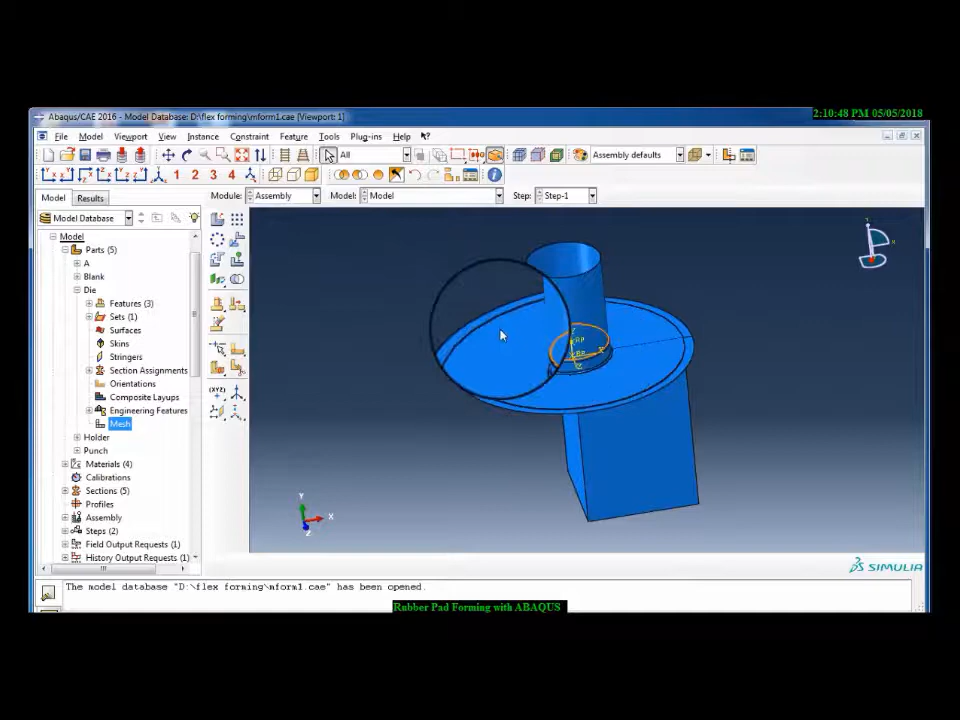 2:10:48 PM 05/05/2018
Abaqus/CAE 2016 - Model Database: D:\flex forming\mform1.cae [Viewport: 1]
File Model Viewport View Instance Constraint Feature Tools Plug-ins Help
All
Assembly defaults
1 2 3 4
Model Results
Module: Assembly Model: Model Step: Step-1
Model Database
Model
Parts (5)
A
Blank
Die
Features (3)
Sets (1)
Surfaces
Skins
Stringers
Section Assignments
Orientations
Composite Layups
Engineering Features
Mesh
Holder
Punch
Materials (4)
Calibrations
Sections (5)
Profiles
Assembly
Steps (2)
Field Output Requests (1)
History Output Requests (1)
Y
X
Z
SIMULIA
The model database "D:\flex forming\mform1.cae" has been opened.
Rubber Pad Forming with ABAQUS